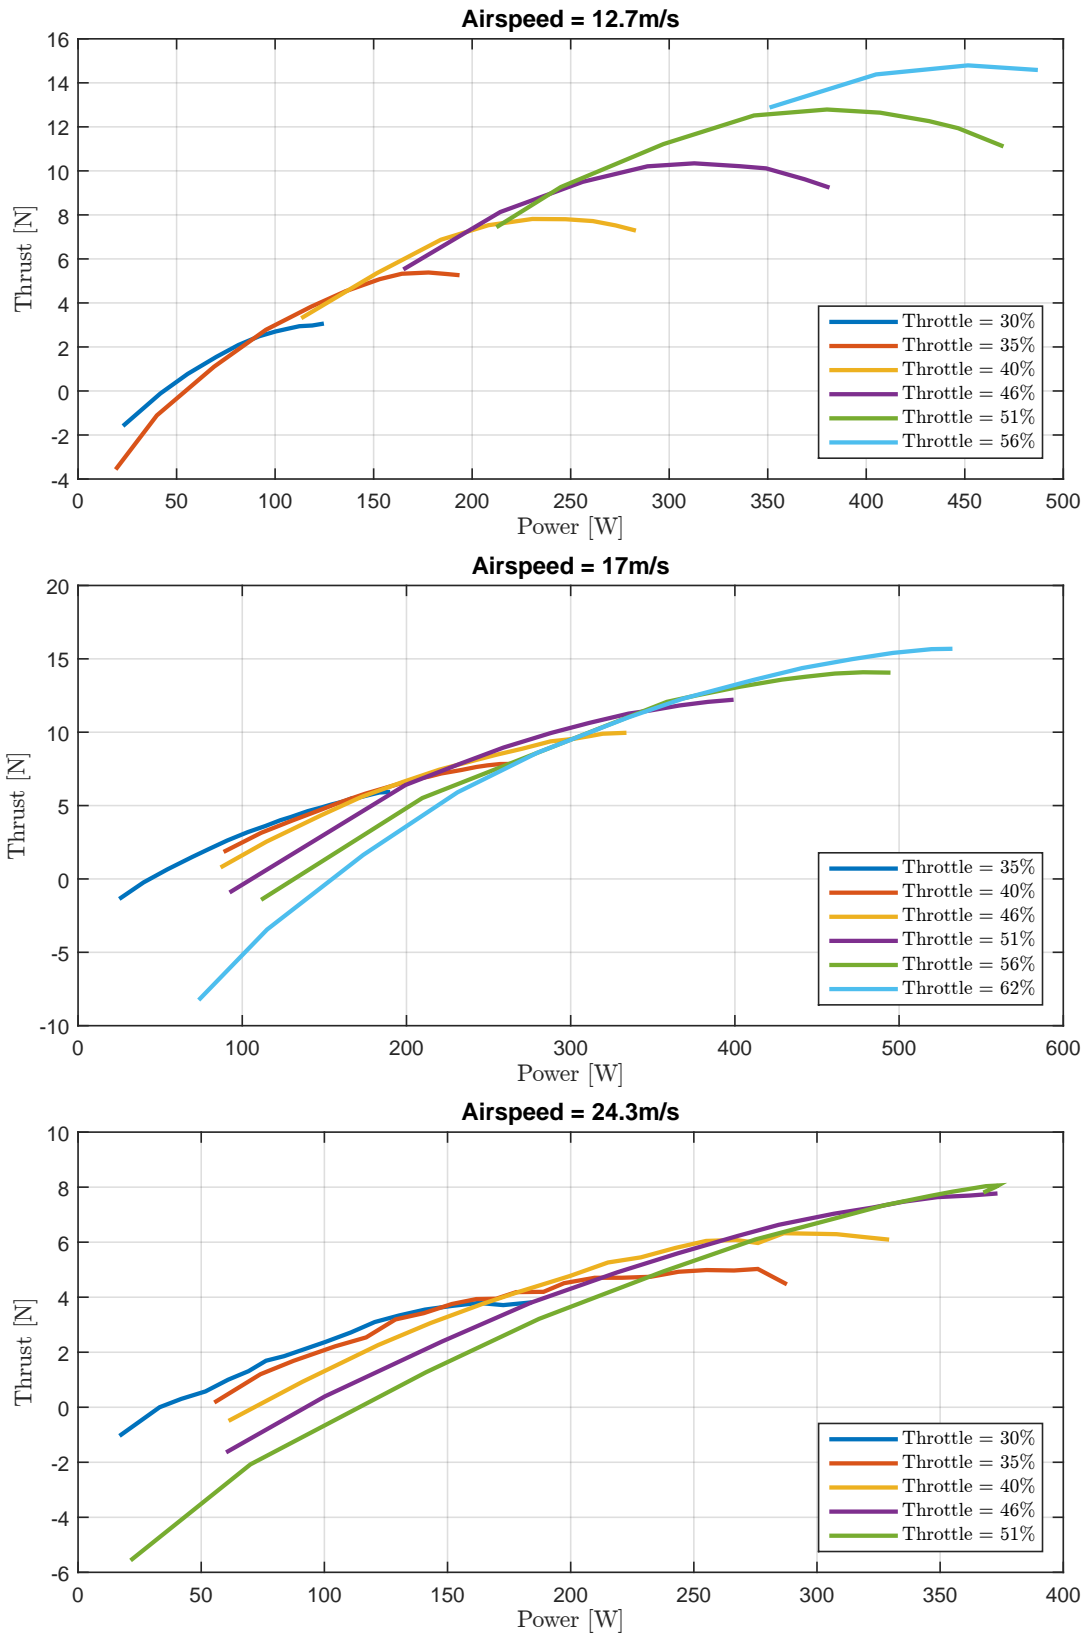 Airspeed = 12.7m/s
16
14
12
10
8
6
4
2
0
-2
-4
Thrust [N]
Throttle = 30%
Throttle = 35%
Throttle = 40%
Throttle = 46%
Throttle = 51%
Throttle = 56%
0 50 100 150 200 250 300 350 400 450 500
Power [W]
Airspeed = 17m/s
20
15
10
5
0
-5
-10
Thrust [N]
Throttle = 35%
Throttle = 40%
Throttle = 46%
Throttle = 51%
Throttle = 56%
Throttle = 62%
0 100 200 300 400 500 600
Power [W]
Airspeed = 24.3m/s
10
8
6
4
2
0
-2
-4
-6
Thrust [N]
Throttle = 30%
Throttle = 35%
Throttle = 40%
Throttle = 46%
Throttle = 51%
0 50 100 150 200 250 300 350 400
Power [W]